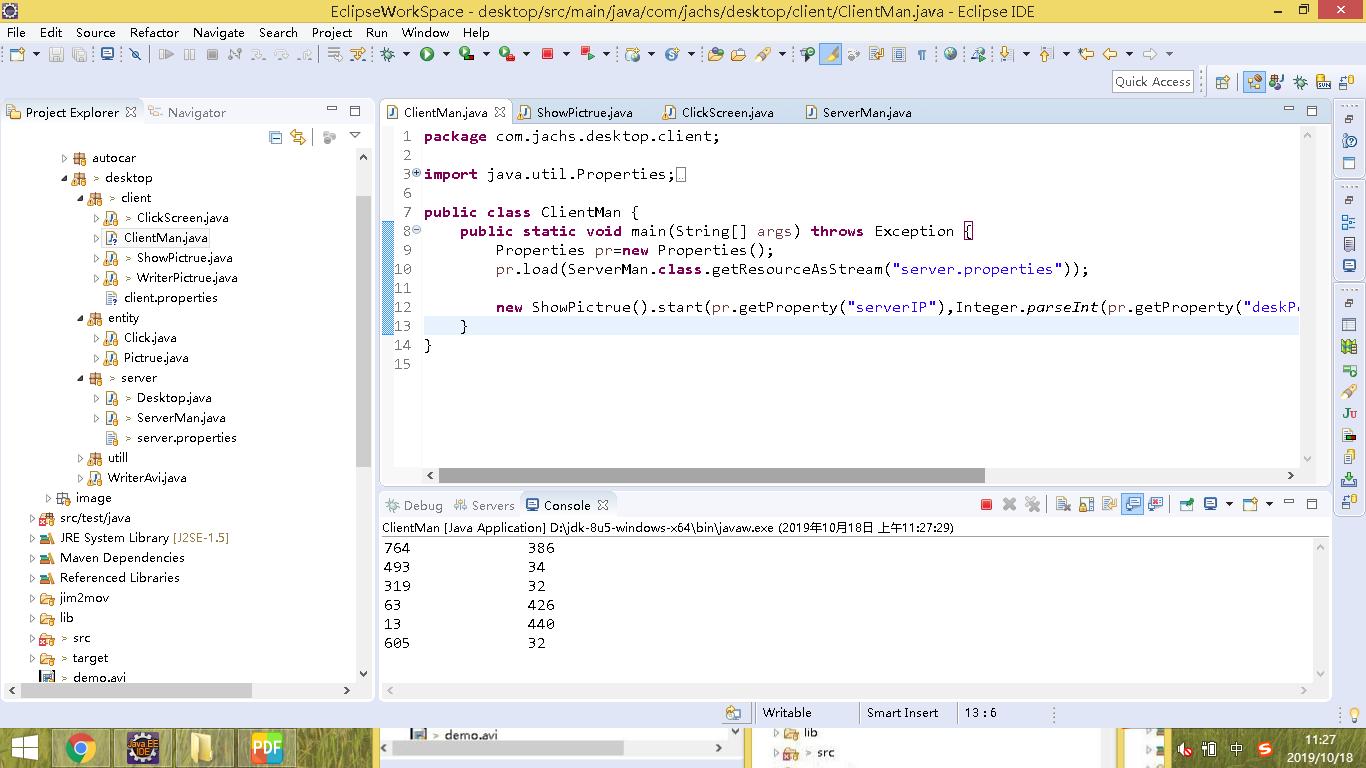 EclipseWorkSpace - desktop/src/main/java/com/jachs/desktop/client/ClientMan.java - Eclipse IDE
File Edit Source Refactor Navigate Search Project Run Window Help
Quick Access
Project Explorer
Navigator
autocar
> desktop
> client
> ClickScreen.java
ClientMan.java
> ShowPictrue.java
> WriterPictrue.java
client.properties
entity
Click.java
Pictrue.java
> server
> Desktop.java
> ServerMan.java
> server.properties
utill
WriterAvi.java
image
src/test/java
JRE System Library [J2SE-1.5]
Maven Dependencies
Referenced Libraries
jim2mov
lib
> src
> target
> demo.avi
ClientMan.java
ShowPictrue.java
ClickScreen.java
ServerMan.java
1 package com.jachs.desktop.client;
2
3 import java.util.Properties;
6
7 public class ClientMan {
8 public static void main(String[] args) throws Exception {
9 Properties pr=new Properties();
10 pr.load(ServerMan.class.getResourceAsStream("server.properties"));
11
12 new ShowPictrue().start(pr.getProperty("serverIP"),Integer.parseInt(pr.getProperty("deskP
13 }
14 }
15
Debug
Servers
Console
ClientMan [Java Application] D:\jdk-8u5-windows-x64\bin\javaw.exe (2019年10月18日 上午11:27:29)
764 386
493 34
319 32
63 426
13 440
605 32
Writable
Smart Insert
13 : 6
Java EE
IDE
PDF
> demo.avi
lib
> src
中
11:27
2019/10/18